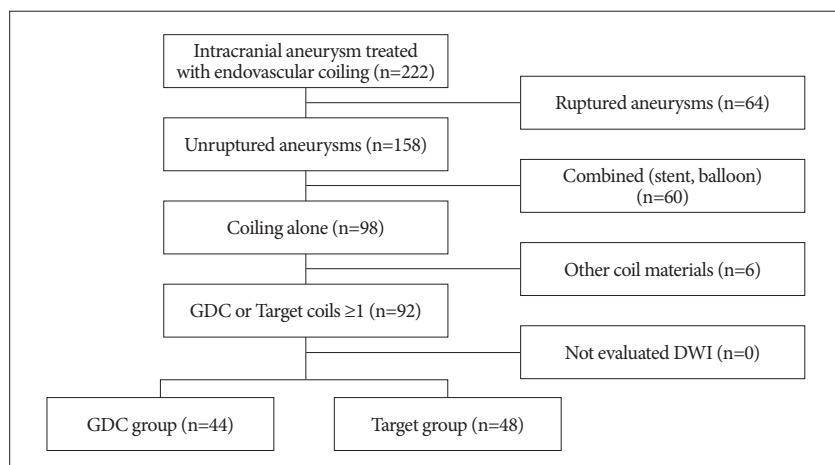 Intracranial aneurysm treated
with endovascular coiling (n=222)
Ruptured aneurysms (n=64)
Unruptured aneurysms (n=158)
Combined (stent, balloon)
(n=60)
Coiling alone (n=98)
Other coil materials (n=6)
GDC or Target coils ≥1 (n=92)
Not evaluated DWI (n=0)
GDC group (n=44)
Target group (n=48)